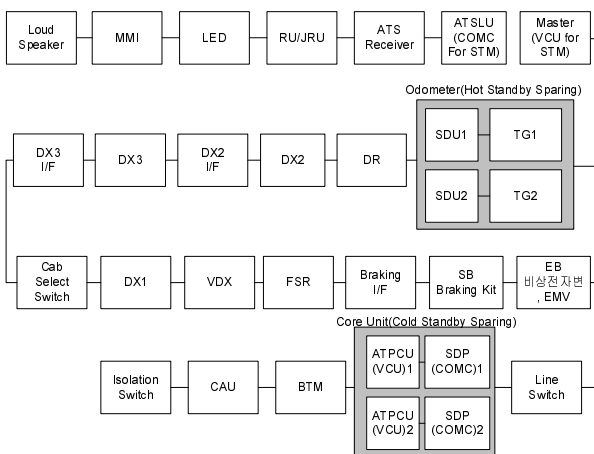 Loud
Speaker
MMI
LED
RU/JRU
ATS
Receiver
ATSLU
(COMC
For STM)
Master
(VCU for
STM)
Odometer(Hot Standby Sparing)
DX3
I/F
DX3
DX2
I/F
DX2
DR
SDU1
TG1
SDU2
TG2
Cab
Select
Switch
DX1
VDX
FSR
Braking
I/F
SB
Braking Kit
EB
비상전자변
, EMV
Core Unit(Cold Standby Sparing)
Isolation
Switch
CAU
BTM
ATPCU
(VCU)1
SDP
(COMC)1
ATPCU
(VCU)2
SDP
(COMC)2
Line
Switch